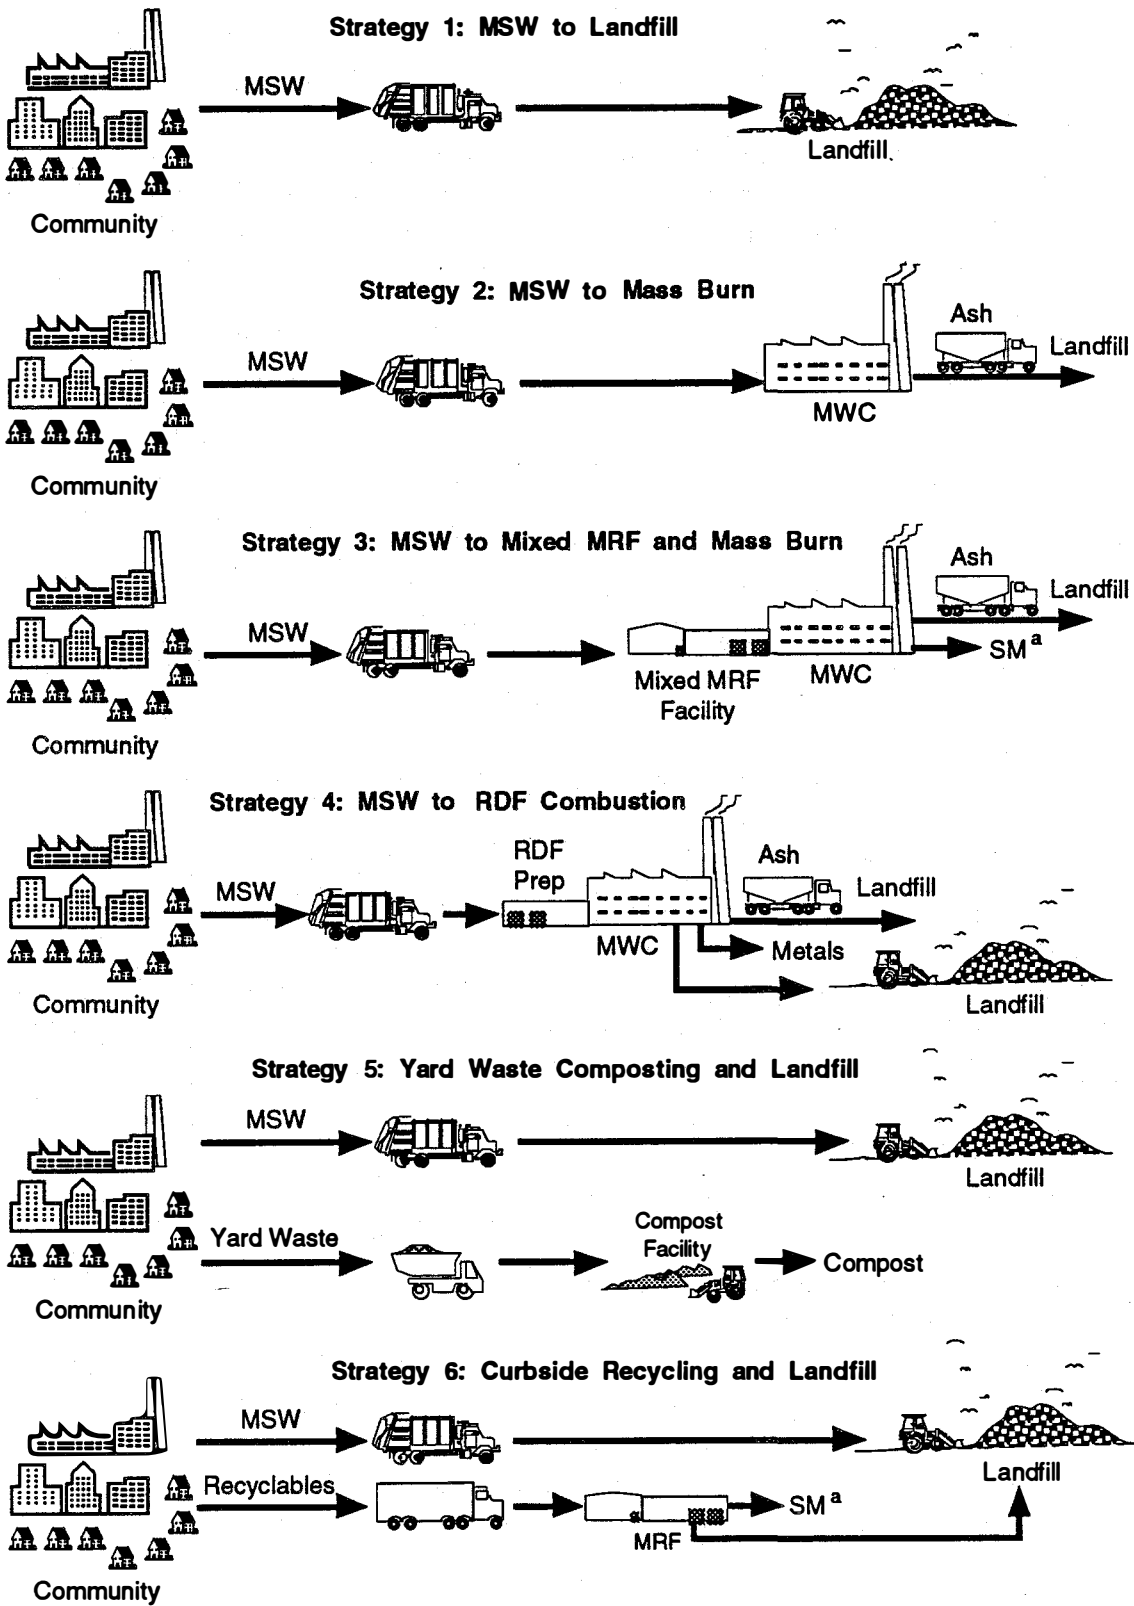 Strategy 1: MSW to Landfill
MSW
Landfill.
Community
Strategy 2: MSW to Mass Burn
MSW
Ash
Landfill
MWC
Community
Strategy 3: MSW to Mixed MRF and Mass Burn
MSW
Ash
Landfill
SM a
Mixed MRF
Facility
MWC
Community
Strategy 4: MSW to RDF Combustion
MSW
RDF
Prep
Ash
Landfill
MWC
Metals
Landfill
Community
Strategy 5: Yard Waste Composting and Landfill
MSW
Landfill
Yard Waste
Compost
Facility
Compost
Community
Strategy 6: Curbside Recycling and Landfill
MSW
Landfill
Recyclables
SM a
MRF
Community